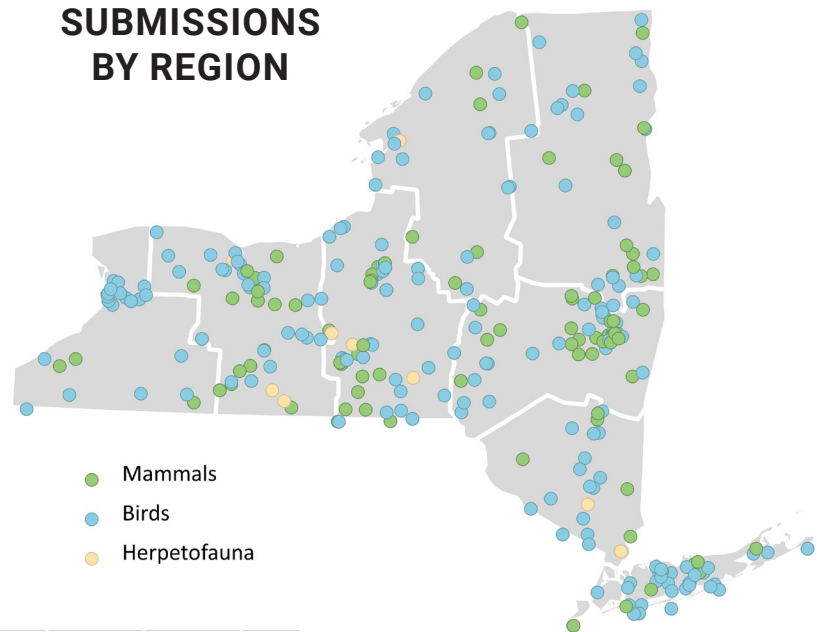 SUBMISSIONS
BY REGION
Mammals
Birds
Herpetofauna